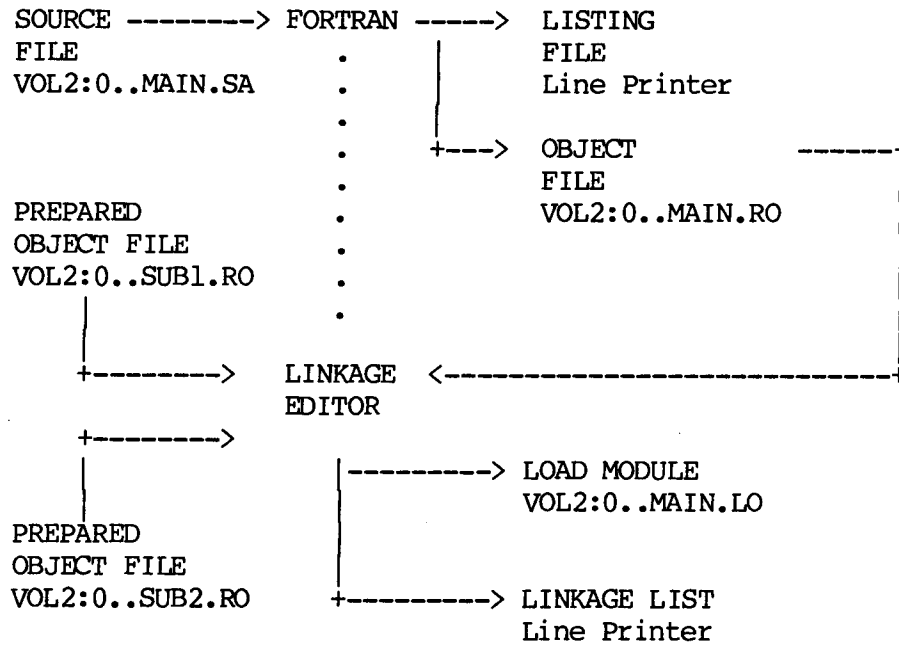 SOURCE --------> FORTRAN -----> LISTING
FILE . FILE
VOL2:0..MAIN.SA . Line Printer
.
. +---> OBJECT ------+
. FILE
PREPARED . VOL2:0..MAIN.RO
OBJECT FILE .
VOL2:0..SUB1.RO .
.
+--------> LINKAGE <----------------------------+
EDITOR
+--------->
|---------> LOAD MODULE
VOL2:0..MAIN.LO
PREPARED
OBJECT FILE
VOL2:0..SUB2.RO +---------> LINKAGE LIST
Line Printer